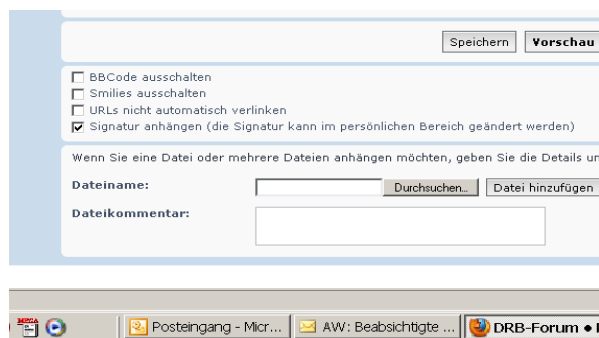 Speichern Vorschau
BBCode ausschalten
Smilies ausschalten
URLs nicht automatisch verlinken
Signatur anhängen (die Signatur kann im persönlichen Bereich geändert werden)
Wenn Sie eine Datei oder mehrere Dateien anhängen möchten, geben Sie die Details
Dateiname: Durchsuchen... Datei hinzufügen
Dateikommentar:
MEGA Posteingang - Micr... AW: Beabsichtigte ... DRB-Forum •